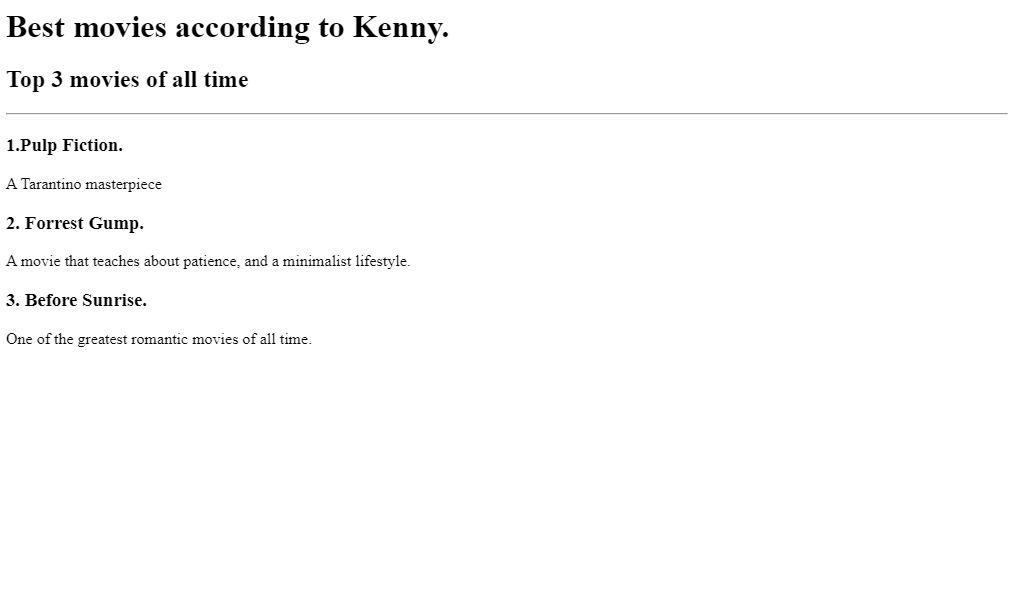 Best movies according to Kenny.
Top 3 movies of all time
1.Pulp Fiction.
A Tarantino masterpiece
2. Forrest Gump.
A movie that teaches about patience, and a minimalist lifestyle.
3. Before Sunrise.
One of the greatest romantic movies of all time.